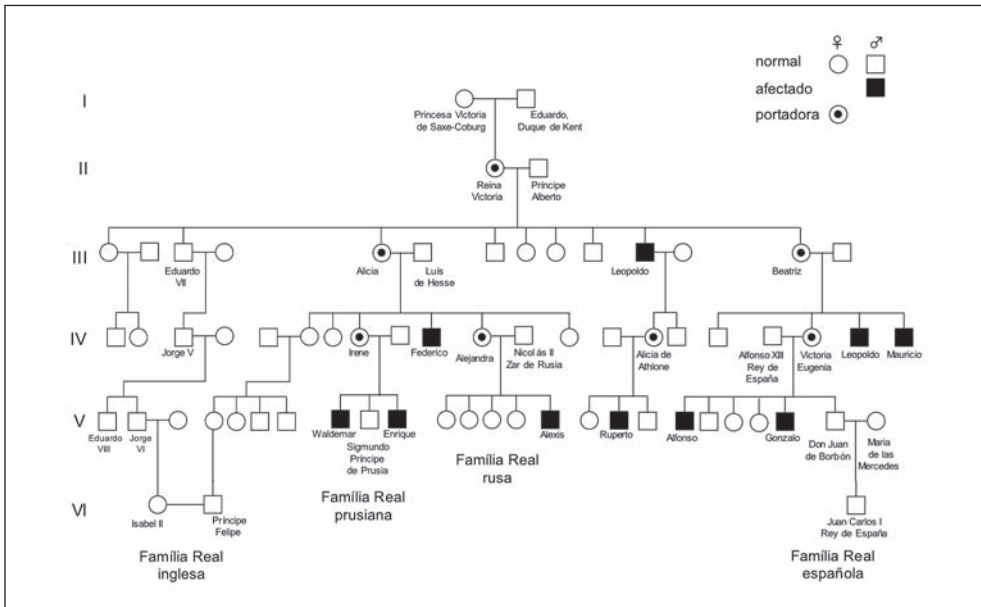 ♀ ♂
normal
afectado
portadora
I
Princesa Victoria
de Saxe-Coburg
Eduardo,
Duque de Kent
II
Reina
Victoria
Príncipe
Alberto
III
Eduardo
VII
Alicia
Luís
de Hesse
Leopoldo
Beatriz
IV
Jorge V
Irene
Federico
Alejandra
Nicolás II
Zar de Rusia
Alicia de
Athlone
Alfonso XIII
Rey de
España
Victoria
Eugenia
Leopoldo
Mauricio
V
Eduardo
VIII
Jorge
VI
Waldemar
Sigmundo
Príncipe
de Prusia
Enrique
Alexis
Ruperto
Alfonso
Gonzalo
Don Juan
de Borbón
Maria
de las
Mercedes
Família Real
prusiana
Família Real
rusa
VI
Isabel II
Príncipe
Felipe
Juan Carlos I
Rey de España
Família Real
inglesa
Família Real
española